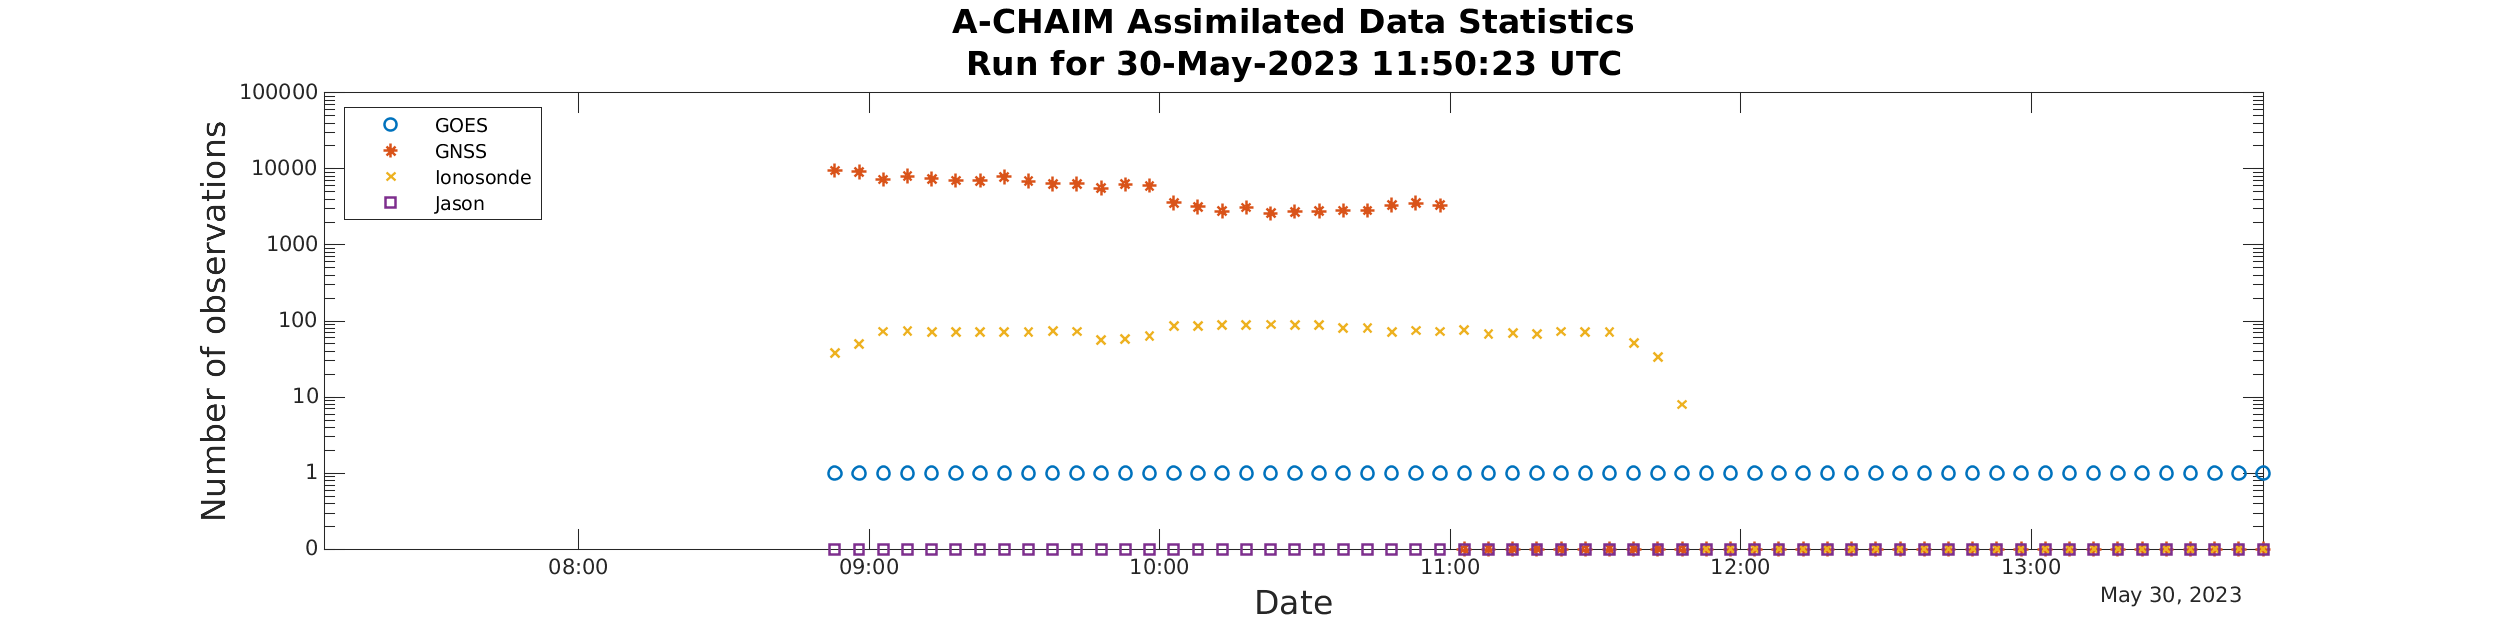 A-CHAIM Assimilated Data Statistics
Run for 30-May-2023 11:50:23 UTC
Number of observations
100000
10000
1000
100
10
1
0
GOES
GNSS
Ionosonde
Jason
08:00 09:00 10:00 11:00 12:00 13:00
May 30, 2023
Date